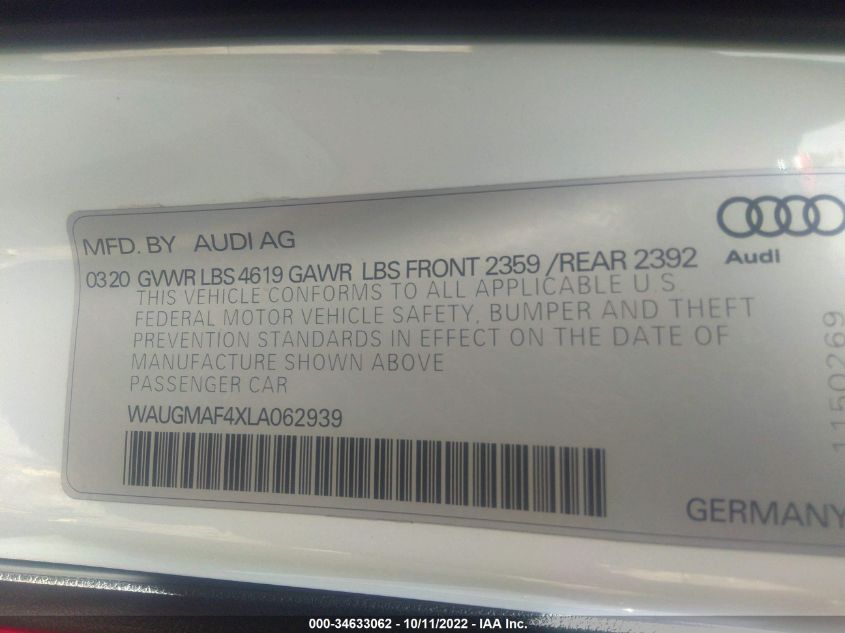 MFD. BY AUDI AG
Audi
0320 GVWR LBS 4619 GAWR LBS FRONT 2359 /REAR 2392
THIS VEHICLE CONFORMS TO ALL APPLICABLE U S.
FEDERAL MOTOR VEHICLE SAFETY, BUMPER AND THEFT
PREVENTION STANDARDS IN EFFECT ON THE DATE OF
MANUFACTURE SHOWN ABOVE
PASSENGER CAR
WAUGMAF4XLA062939
1150269
GERMANY
000-34633062 - 10/11/2022 - IAA Inc.